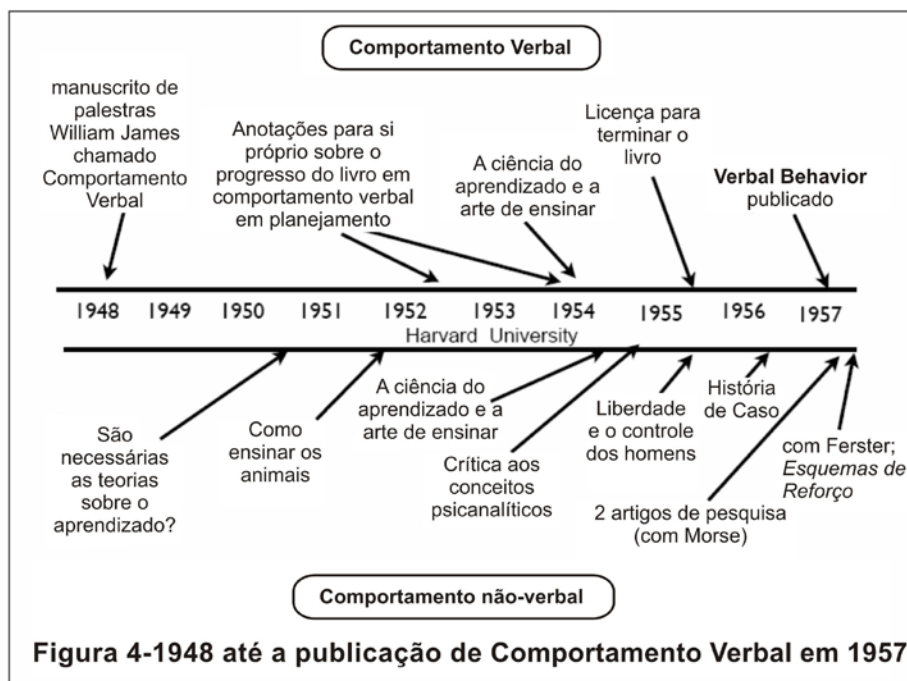 Comportamento Verbal
manuscrito de
palestras
William James
chamado
Comportamento
Verbal
Anotações para si
próprio sobre o
progresso do livro em
comportamento verbal
em planejamento
A ciência do
aprendizado e a
arte de ensinar
Licença para
terminar o
livro
Verbal Behavior
publicado
1948 1949 1950 1951 1952 1953 1954 1955 1956 1957
Harvard University
São
necessárias
as teorias
sobre o
aprendizado?
Como
ensinar os
animais
A ciência do
aprendizado e a
arte de ensinar
Crítica aos
conceitos
psicanalíticos
Liberdade
e o controle
dos homens
História
de Caso
2 artigos de pesquisa
(com Morse)
com Ferster;
Esquemas de
Reforço
Comportamento não-verbal
Figura 4-1948 até a publicação de Comportamento Verbal em 1957